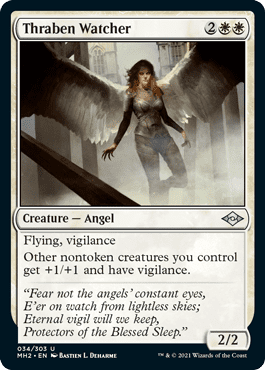 Thraben Watcher 2
Creature — Angel
Flying, vigilance
Other nontoken creatures you control
get +1/+1 and have vigilance.
“Fear not the angels’ constant eyes,
E’er on watch from lightless skies;
Eternal vigil will we keep,
Protectors of the Blessed Sleep.”
2/2
034/303 U
MH2 • EN Bastien L. Deharme
™ & © 2021 Wizards of the Coast